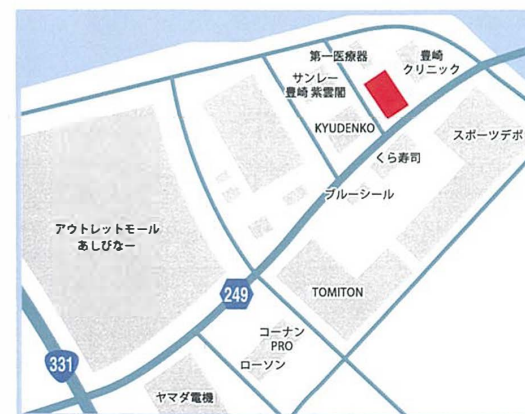 第一医療器
豊崎
クリニック
サンレー
豊崎 紫雲閣
KYUDENKO
スポーツデポ
くら寿司
ブルーシール
アウトレットモール
あしびなー
249
TOMITON
コーナン
PRO
ローソン
331
ヤマダ電機